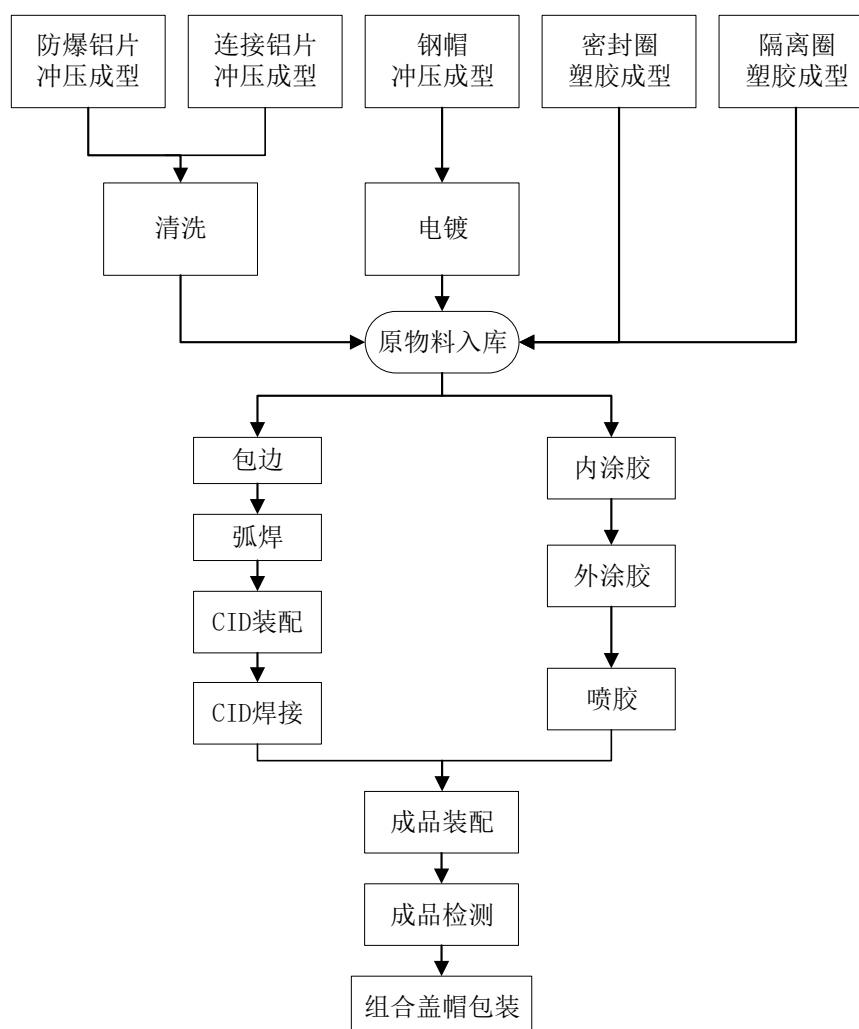 防爆铝片
冲压成型
连接铝片
冲压成型
钢帽
冲压成型
密封圈
塑胶成型
隔离圈
塑胶成型
清洗
电镀
原物料入库
包边
内涂胶
弧焊
外涂胶
CID装配
CID焊接
喷胶
成品装配
成品检测
组合盖帽包装